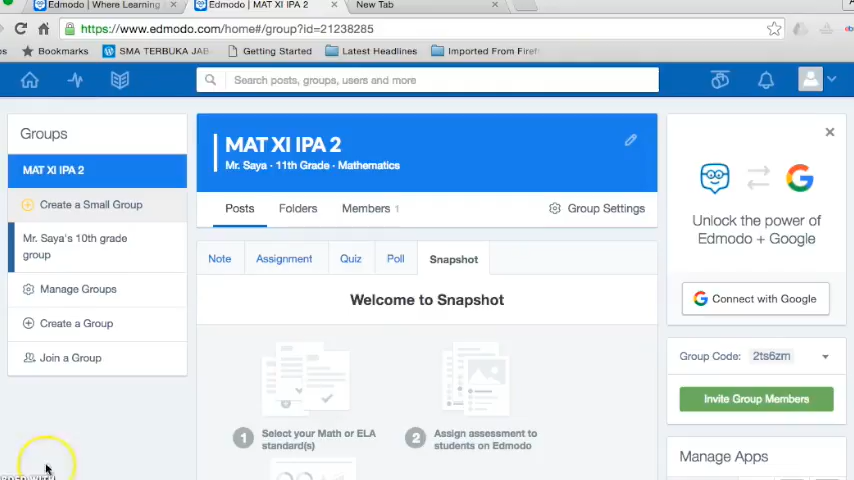 Edmodo | Where Learning
Edmodo | MAT XI IPA 2
New Tab
https://www.edmodo.com/home#/group?id=21238285
Bookmarks
SMA TERBUKA JAB
Getting Started
Latest Headlines
Imported From Firef
Search posts, groups, users and more
Groups
MAT XI IPA 2
Create a Small Group
Mr. Saya's 10th grade
group
Manage Groups
Create a Group
Join a Group
MAT XI IPA 2
Mr. Saya · 11th Grade · Mathematics
Posts
Folders
Members 1
Group Settings
Note
Assignment
Quiz
Poll
Snapshot
Welcome to Snapshot
1 Select your Math or ELA
standard(s)
2 Assign assessment to
students on Edmodo
Unlock the power of
Edmodo + Google
Connect with Google
Group Code: 2ts6zm
Invite Group Members
Manage Apps